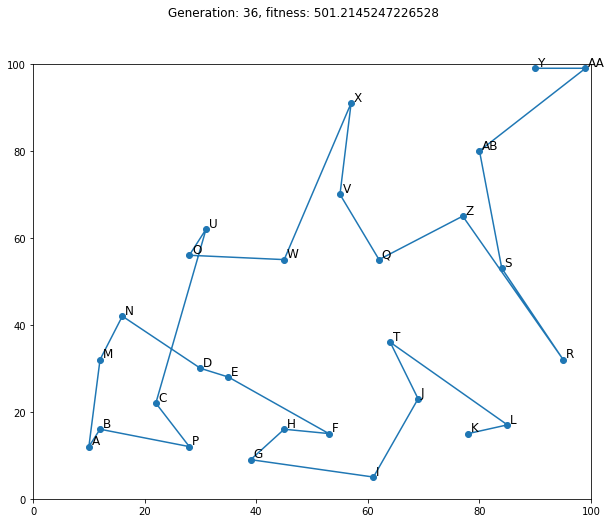 Generation: 36, fitness: 501.2145247226528
100
Y
AA
X
80
AB
V
Z
U
60
O
W
Q
S
N
40
T
M
R
D
E
J
20
C
B
H
F
K
L
A
P
G
I
0
0
20
40
60
80
100